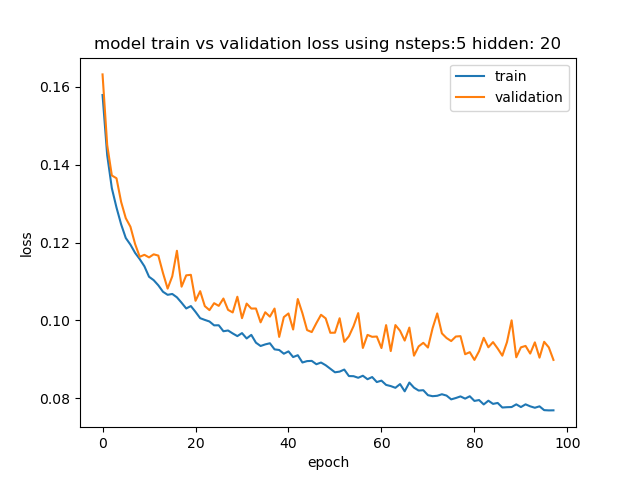 model train vs validation loss using nsteps:5 hidden: 20
train
validation
0.16
0.14
0.12
0.10
0.08
loss
0
20
40
60
80
100
epoch